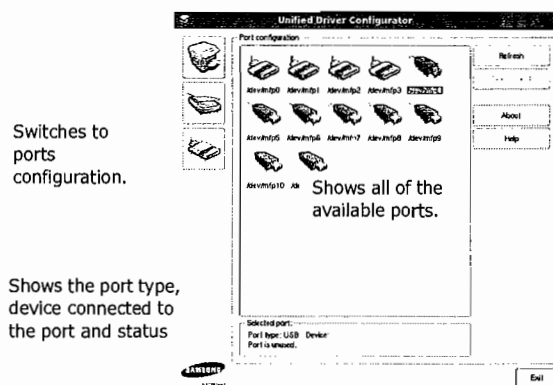 Unified Driver Configurator
Ports configuration
Refresh
/dev/mfp0 /dev/mfp1 /dev/mfp2 /dev/mfp3 /dev/mfp4
About
/dev/mfp5 /dev/mfp6 /dev/mfp7 /dev/mfp8 /dev/mfp9
Help
Switches to
ports
configuration.
/dev/mfp10
Shows all of the
available ports.
Shows the port type,
device connected to
the port and status
Selected port:
Port type: USB Device:
Port is unused.
SAMSUNG
Exit